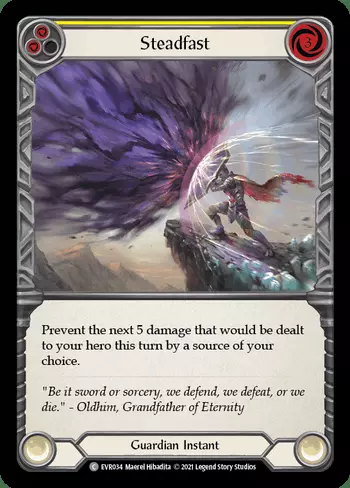 Steadfast
3
Prevent the next 5 damage that would be dealt
to your hero this turn by a source of your
choice.
"Be it sword or sorcery, we defend, we defeat, or we
die." - Oldhim, Grandfather of Eternity
Guardian Instant
C EVR034 Maerel Hibadita © 2021 Legend Story Studios